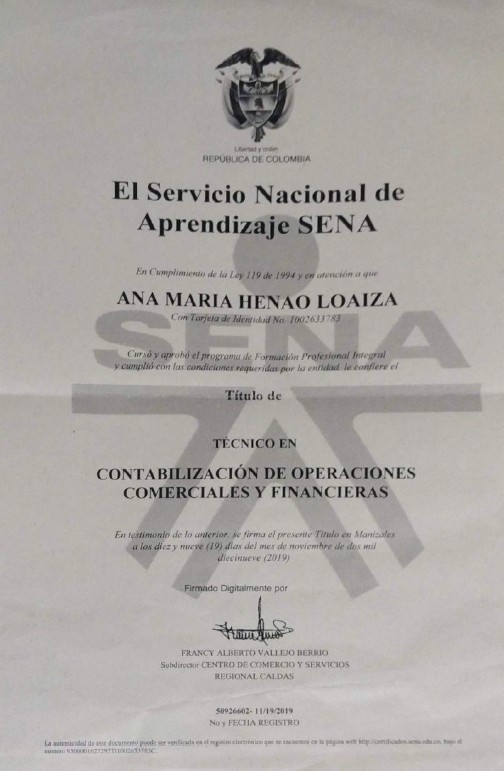 Libertad y orden
REPÚBLICA DE COLOMBIA
El Servicio Nacional de
Aprendizaje SENA
En Cumplimiento de la Ley 119 de 1994 y en atención a que
ANA MARIA HENAO LOAIZA
Con Tarjeta de Identidad No. 1002633783
SENA
Cursó y aprobó el programa de Formación Profesional Integral
y cumplió con las condiciones requeridas por la entidad, le confiere el
Título de
TÉCNICO EN
CONTABILIZACIÓN DE OPERACIONES
COMERCIALES Y FINANCIERAS
En testimonio de lo anterior, se firma el presente Título en Manizales
a los diez y nueve (19) días del mes de noviembre de dos mil
diecinueve (2019)
Firmado Digitalmente por
FRANCY ALBERTO VALLEJO BERRIO
Subdirector CENTRO DE COMERCIO Y SERVICIOS
REGIONAL CALDAS
50926602- 11/19/2019
No y FECHA REGISTRO
La autenticidad de este documento puede ser verificada en el registro electrónico que se encuentra en la página web http://certificados.sena.edu.co, bajo el
número